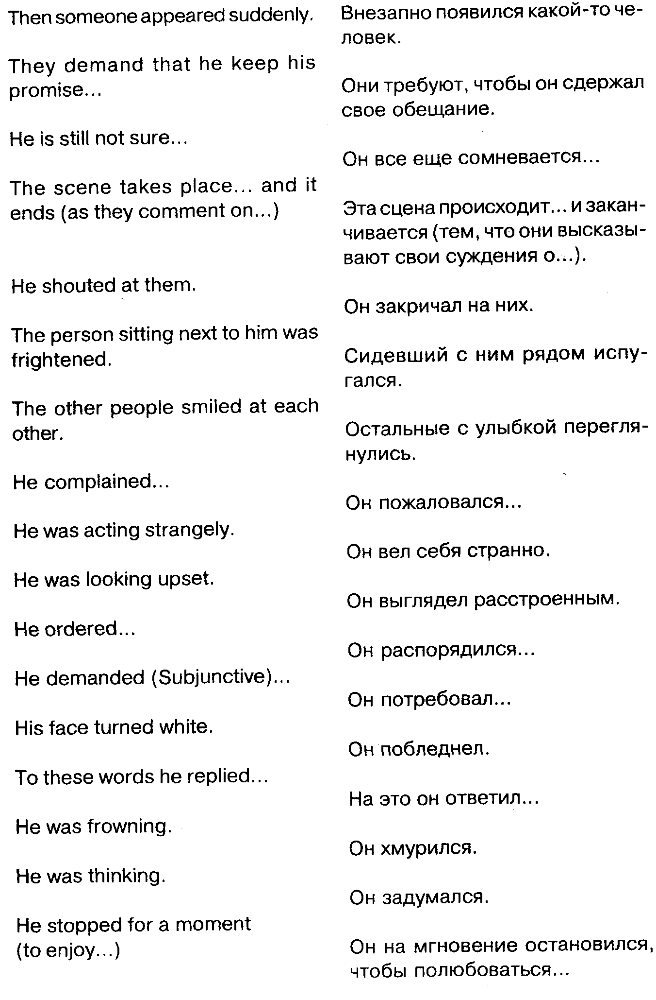 Then someone appeared suddenly.
They demand that he keep his
promise...
He is still not sure...
The scene takes place... and it
ends (as they comment on...)
He shouted at them.
The person sitting next to him was
frightened.
The other people smiled at each
other.
He complained...
He was acting strangely.
He was looking upset.
He ordered...
He demanded (Subjunctive)...
His face turned white.
To these words he replied...
He was frowning.
He was thinking.
He stopped for a moment
(to enjoy...)
Внезапно появился какой-то че-
ловек.
Они требуют, чтобы он сдержал
свое обещание.
Он все еще сомневается...
Эта сцена происходит... и закан-
чивается (тем, что они высказы-
вают свои суждения о...).
Он закричал на них.
Сидевший с ним рядом испу-
гался.
Остальные с улыбкой перегля-
нулись.
Он пожаловался...
Он вел себя странно.
Он выглядел расстроенным.
Он распорядился...
Он потребовал...
Он побледнел.
На это он ответил...
Он хмурился.
Он задумался.
Он на мгновение остановился,
чтобы полюбоваться...